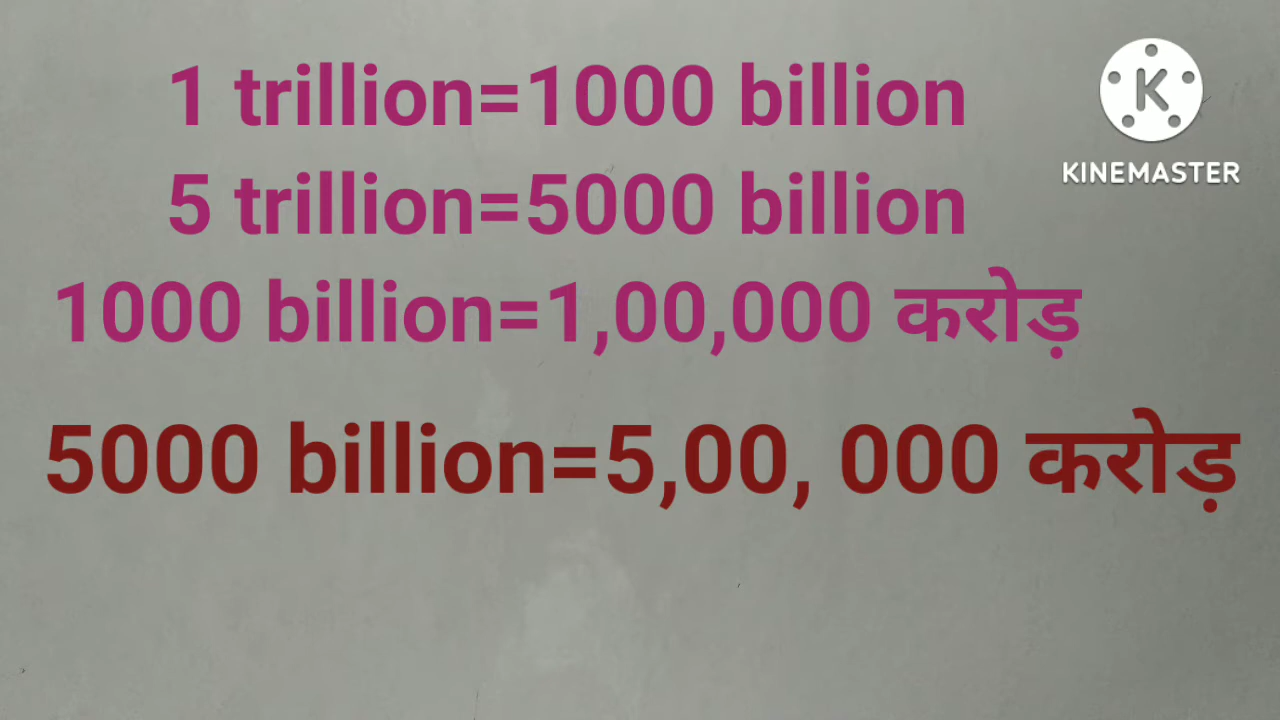 1 trillion=1000 billion
K
KINEMASTER
5 trillion=5000 billion
1000 billion=1,00,000 करोड़
5000 billion=5,00, 000 करोड़